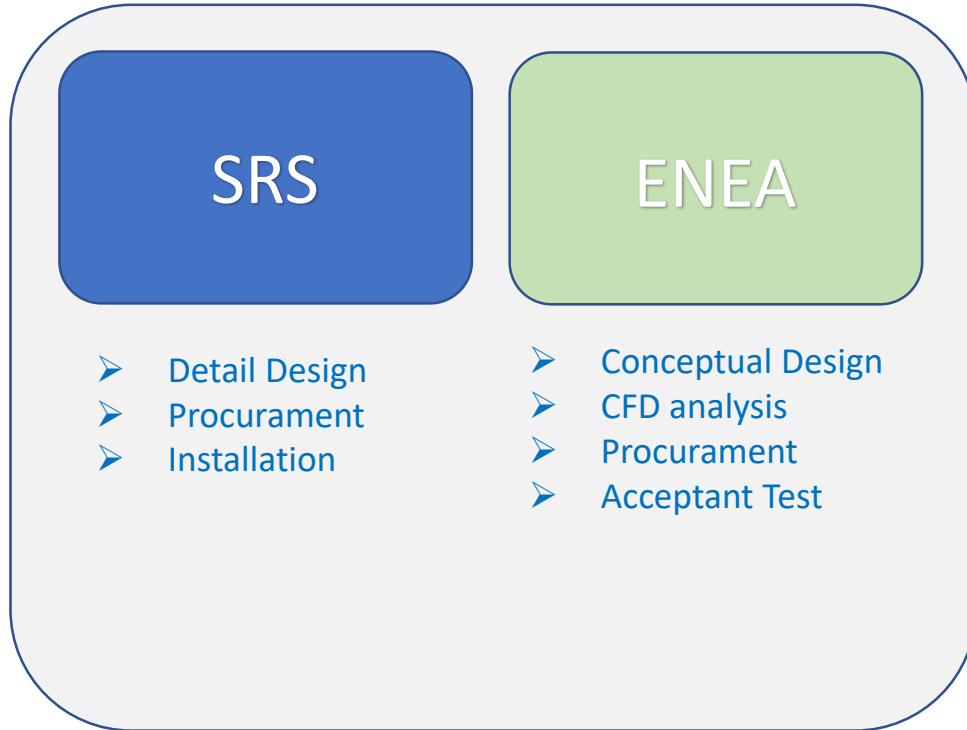 SRS
➢ Detail Design
➢ Procurament
➢ Installation
ENEA
➢ Conceptual Design
➢ CFD analysis
➢ Procurament
➢ Acceptant Test